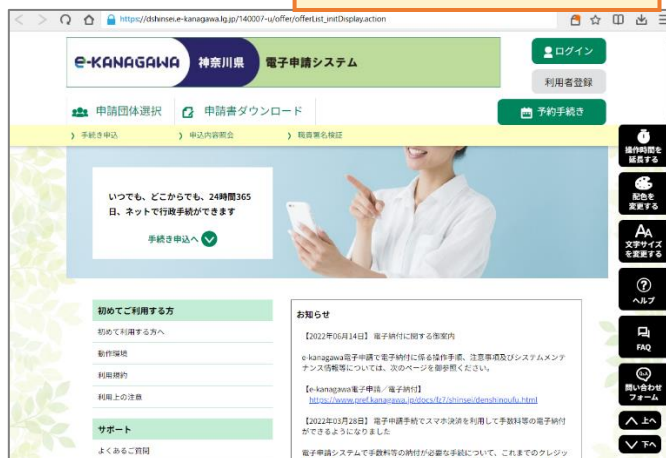 https://dshinsei.e-kanagawa.lg.jp/140007-u/offer/offerList_initDisplay.action
e-KANAGAWA 神奈川県 電子申請システム
ログイン
利用者登録
申請団体選択 申請書ダウンロード
予約手続き
手続き申込 申込内容照会 職責署名検証
操作時間を
延長する
配色を
変更する
文字サイズ
を変更する
ヘルプ
FAQ
問い合わせ
フォーム
上へ
下へ
いつでも、どこからでも、24時間365
日、ネットで行政手続ができます
手続き申込へ
初めてご利用する方
初めて利用する方へ
動作環境
利用規約
利用上の注意
サポート
よくあるご質問
お知らせ
【2022年06月14日】 電子納付に関する御案内
e-kanagawa電子申請で電子納付に係る操作手順、注意事項及びシステムメンテ
ナンス情報等については、次のページを御参照ください。
【e-kanagawa電子申請/電子納付】
https://www.pref.kanagawa.jp/docs/fz7/shinsei/denshinoufu.html
【2022年03月28日】 電子申請手続でスマホ決済を利用して手数料等の電子納付
ができるようになりました
電子申請システムで手数料等の納付が必要な手続について、これまでのクレジッ